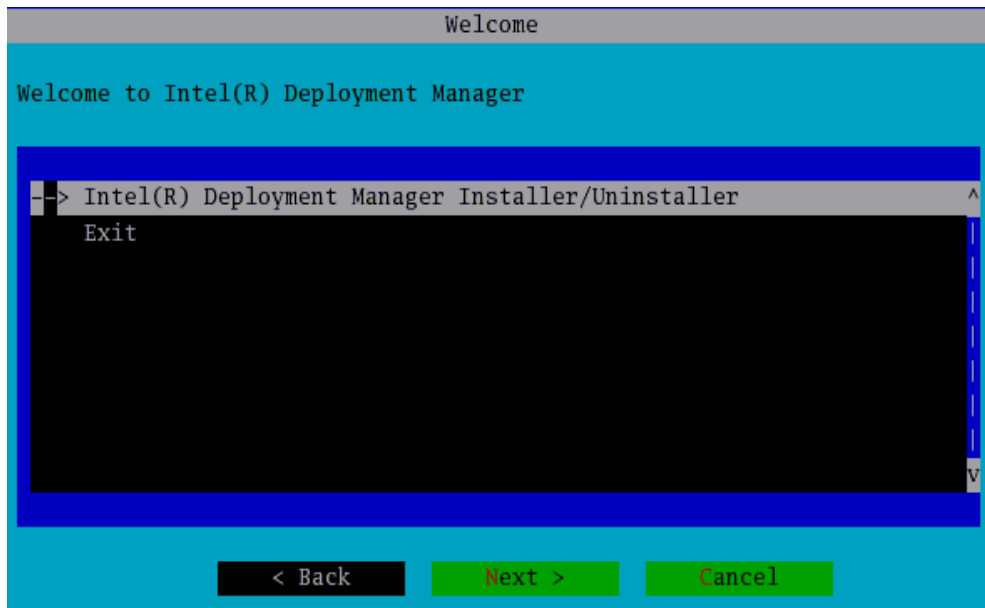 Welcome
Welcome to Intel(R) Deployment Manager
--> Intel(R) Deployment Manager Installer/Uninstaller ^
Exit
|
|
|
|
|
|
|
v
< Back Next > Cancel